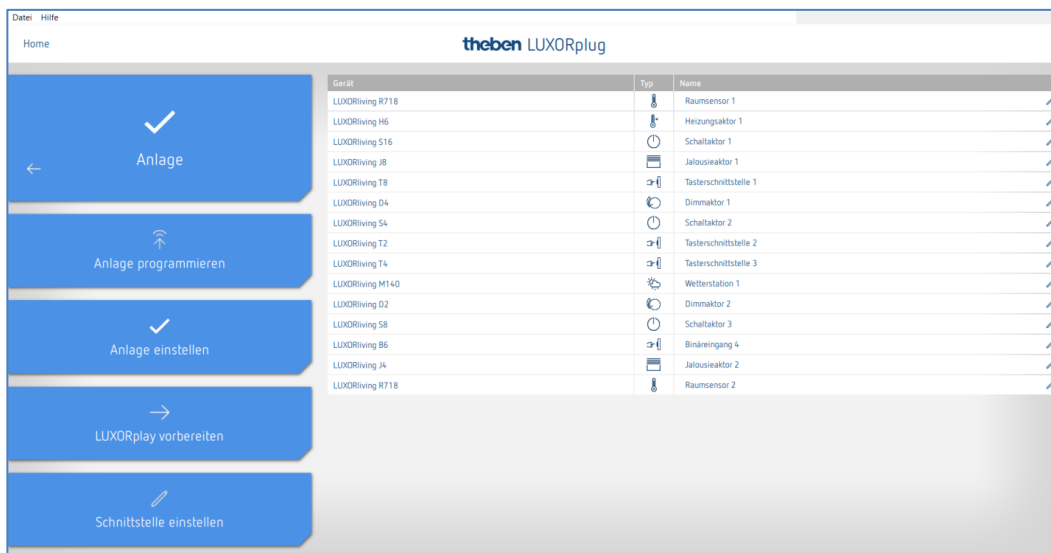 Datei Hilfe
Home
theben LUXORplug
Anlage
Anlage programmieren
Anlage einstellen
LUXORplay vorbereiten
Schnittstelle einstellen
Gerät Typ Name
LUXORliving R718 Raumsensor 1
LUXORliving H6 Heizungsaktor 1
LUXORliving S16 Schaltaktor 1
LUXORliving J8 Jalousieaktor 1
LUXORliving T8 Tasterschnittstelle 1
LUXORliving D4 Dimmaktor 1
LUXORliving S4 Schaltaktor 2
LUXORliving T2 Tasterschnittstelle 2
LUXORliving T4 Tasterschnittstelle 3
LUXORliving M140 Wetterstation 1
LUXORliving D2 Dimmaktor 2
LUXORliving S8 Schaltaktor 3
LUXORliving B6 Binäreingang 4
LUXORliving J4 Jalousieaktor 2
LUXORliving R718 Raumsensor 2